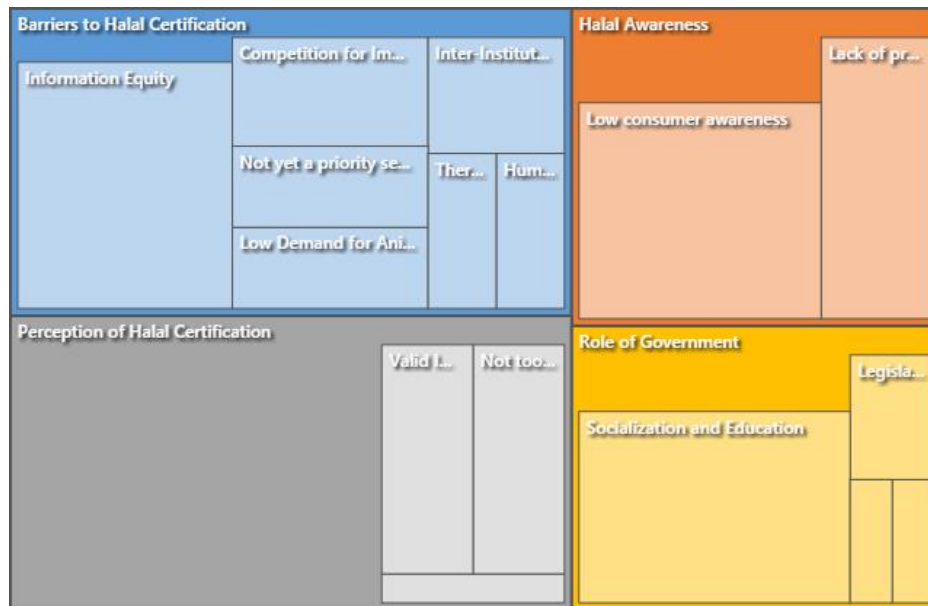 Barriers to Halal Certification
Information Equity
Competition for Im...
Inter-Institut...
Not yet a priority se...
Ther...
Hum...
Low Demand for Ani...
Halal Awareness
Low consumer awareness
Lack of pr...
Perception of Halal Certification
Valid I...
Not too...
Role of Government
Socialization and Education
Legisla...